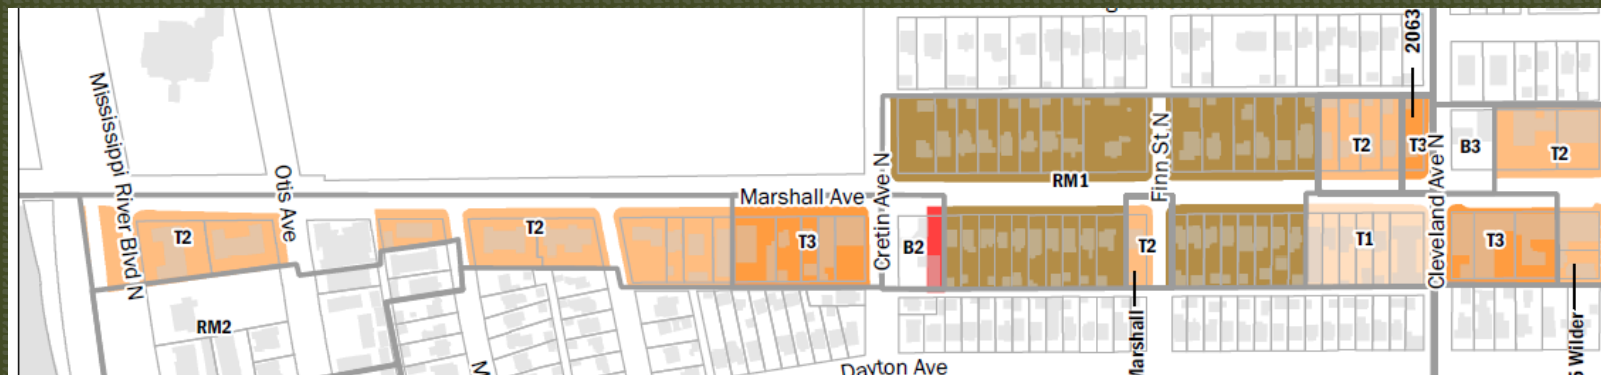 2063
Mississippi River Blvd N
Otis Ave
Marshall Ave
Cretin Ave N
Finn St N
Cleveland Ave N
T2
T3
B3
T2
RM1
T2
T2
T3
B2
T2
T1
T3
RM2
Marshall
Wilder
Dayton Ave